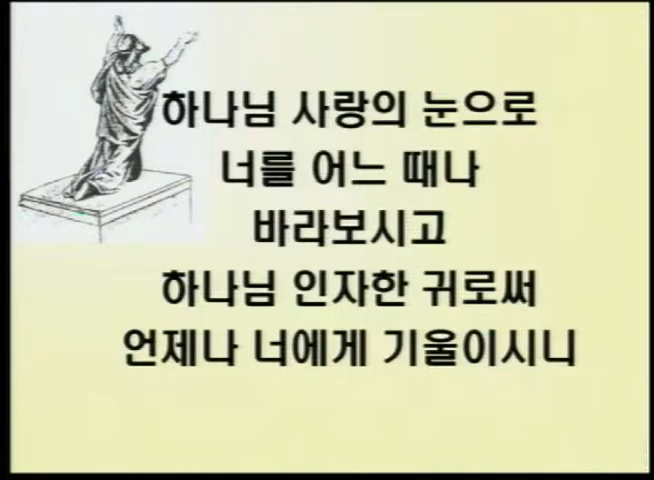 하나님 사랑의 눈으로
너를 어느 때나
바라보시고
하나님 인자한 귀로써
언제나 너에게 기울이시니